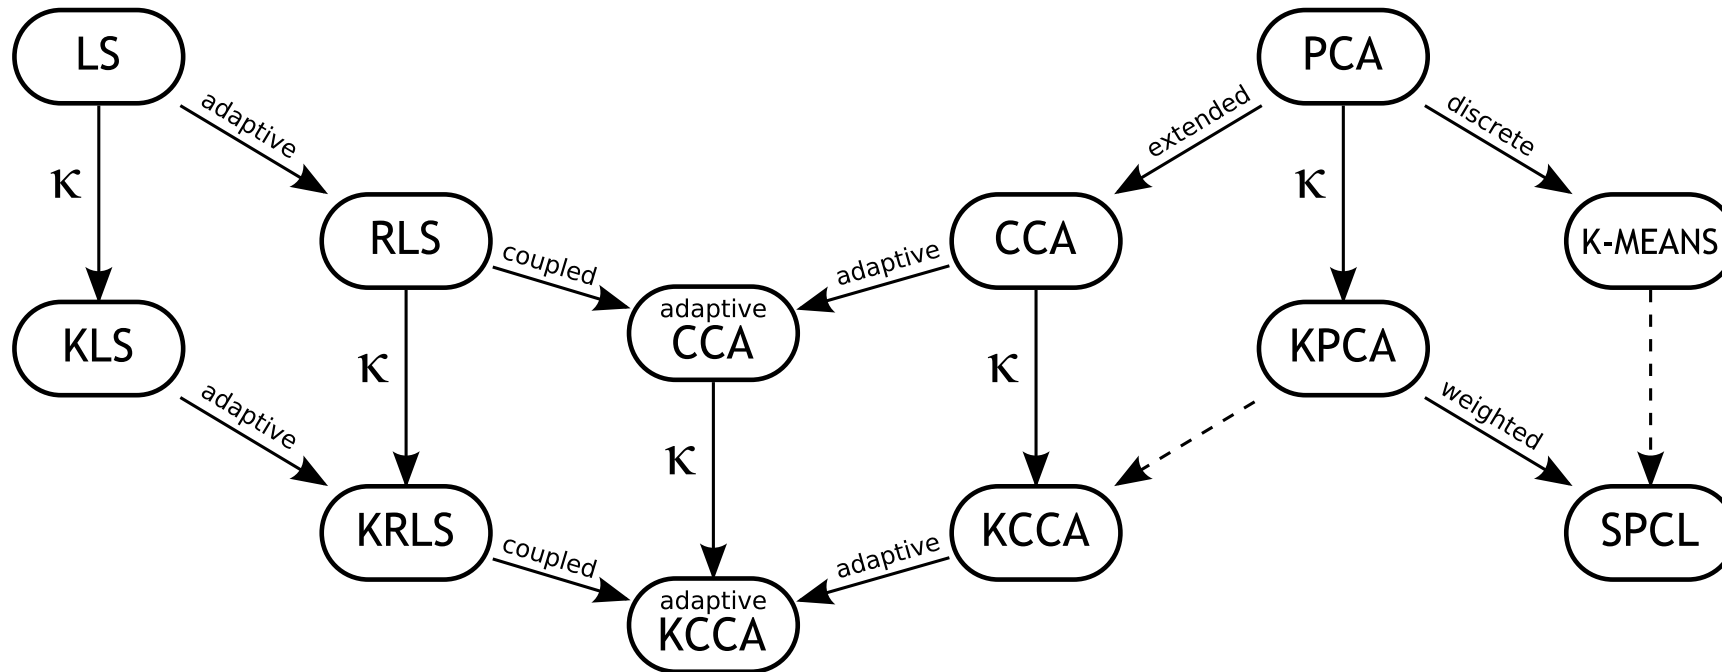 LS
PCA
adaptive
extended
discrete
κ
κ
RLS
CCA
K-MEANS
coupled
adaptive
adaptive
CCA
KLS
KPCA
κ
κ
adaptive
weighted
κ
KRLS
KCCA
SPCL
coupled
adaptive
adaptive
KCCA